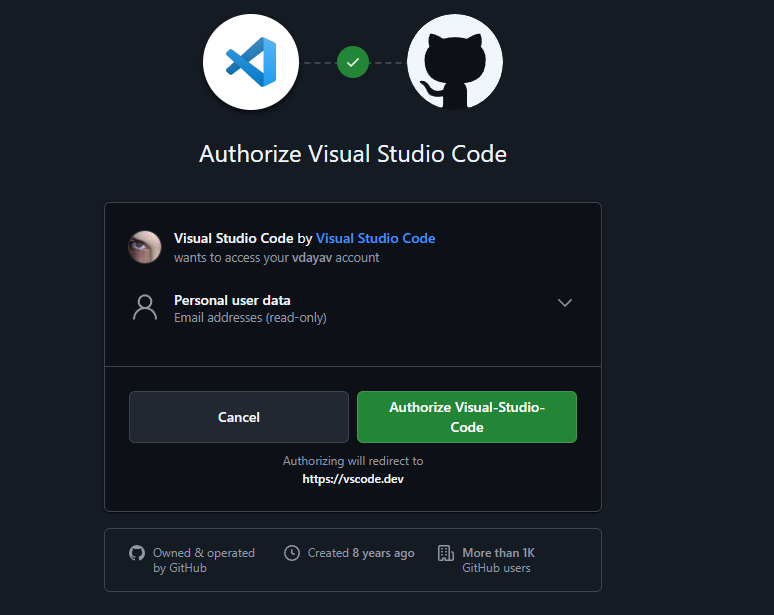 Authorize Visual Studio Code
Visual Studio Code by Visual Studio Code
wants to access your vdayav account
Personal user data
Email addresses (read-only)
Cancel
Authorize Visual-Studio-
Code
Authorizing will redirect to
https://vscode.dev
Owned & operated
by GitHub
Created 8 years ago
More than 1K
GitHub users